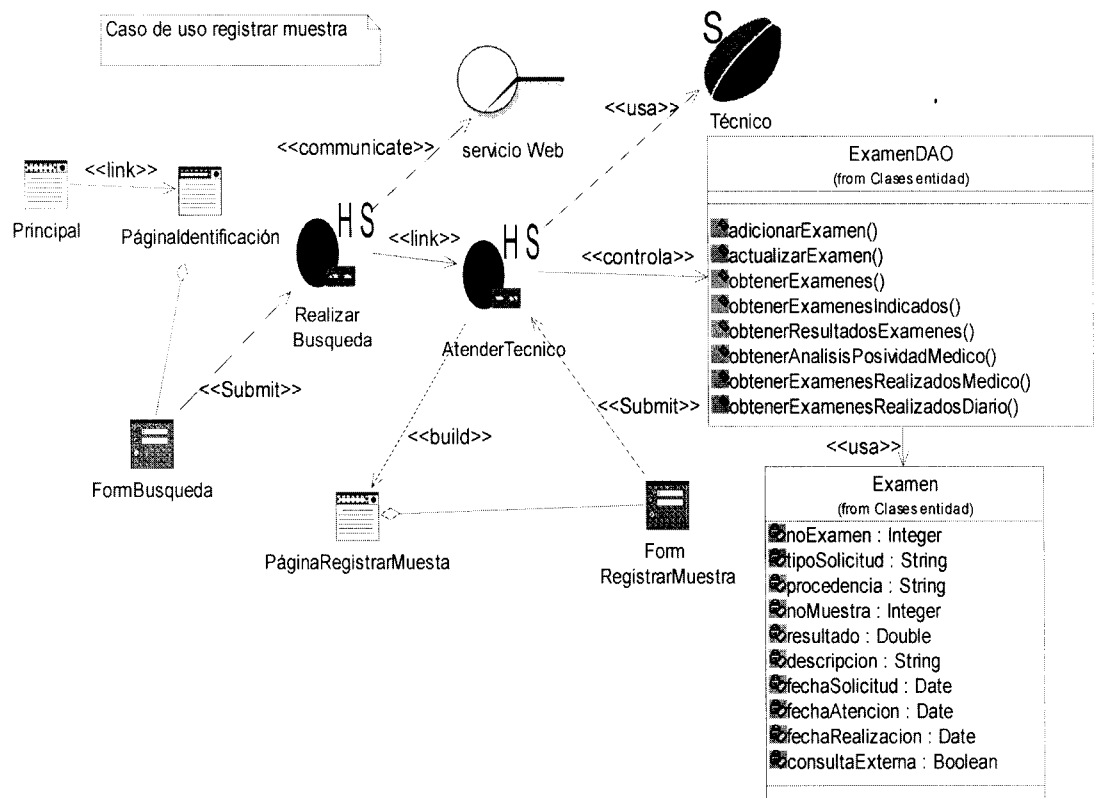 Caso de uso registrar muestra
S
<<usa>>
Técnico
<<communicate>>
servicio Web
<<link>>
Principal
PáginaIdentificación
HS
<<link>>
HS
Realizar
Busqueda
AtenderTecnico
<<controla>>
ExamenDAO
(from Clases entidad)
adicionarExamen()
actualizarExamen()
obtenerExamenes()
obtenerExamenesIndicados()
obtenerResultadosExamenes()
obtenerAnalisisPosividadMedico()
obtenerExamenesRealizadosMedico()
obtenerExamenesRealizadosDiario()
<<Submit>>
<<Submit>>
<<build>>
<<usa>>
FormBusqueda
PáginaRegistrarMuesta
Form
RegistrarMuestra
Examen
(from Clases entidad)
noExamen : Integer
tipoSolicitud : String
procedencia : String
noMuestra : Integer
resultado : Double
descripcion : String
fechaSolicitud : Date
fechaAtencion : Date
fechaRealizacion : Date
consultaExterna : Boolean